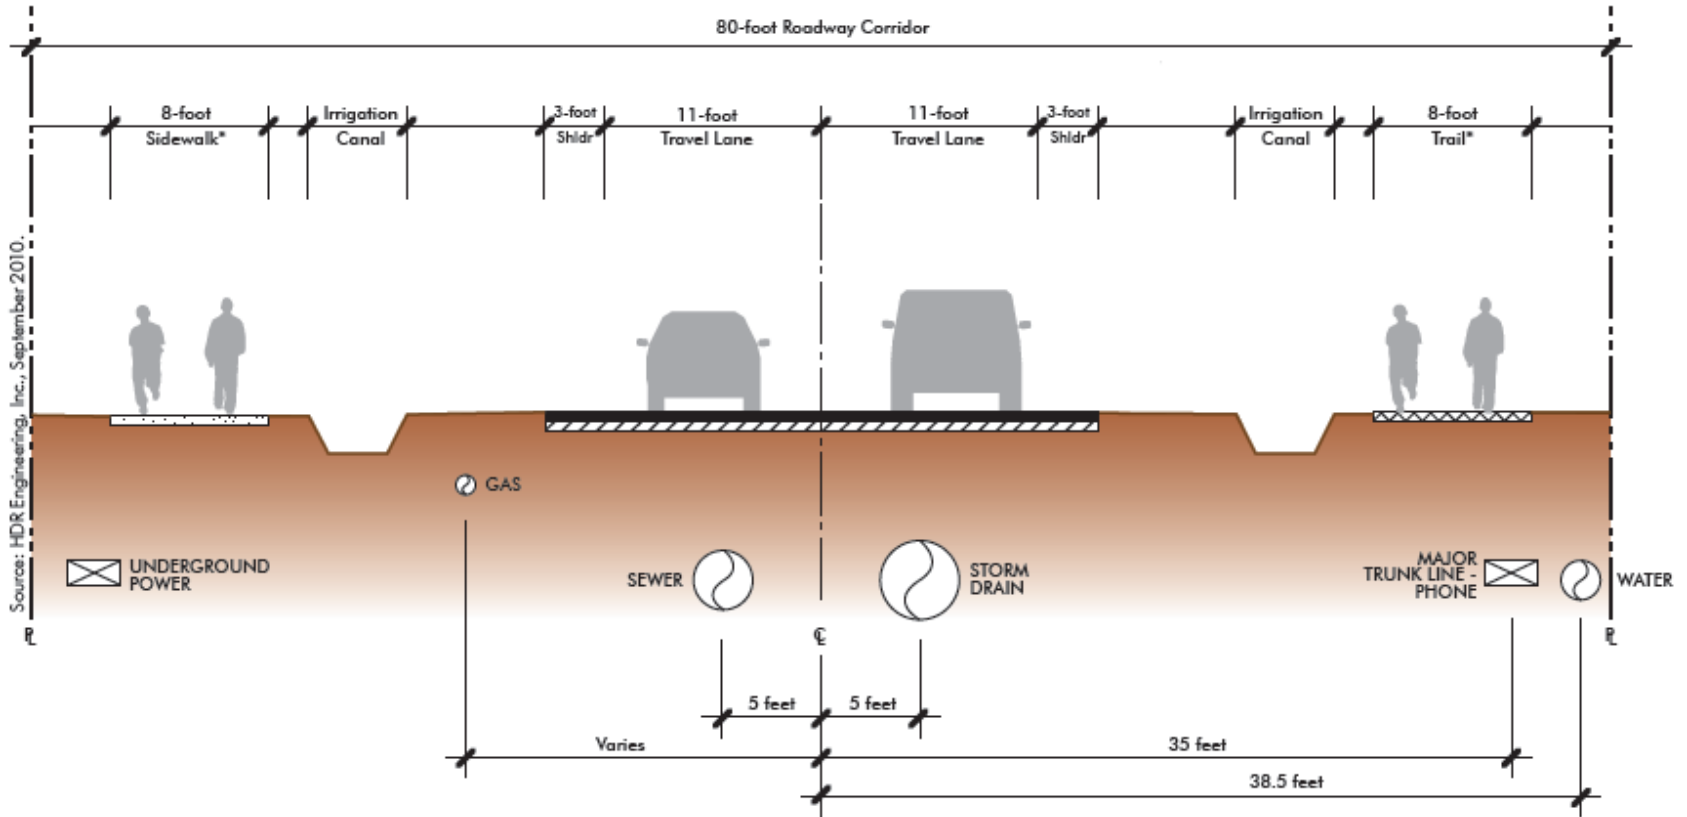 80-foot Roadway Corridor
8-foot
Sidewalk*
Irrigation
Canal
3-foot
Shldr
11-foot
Travel Lane
11-foot
Travel Lane
3-foot
Shldr
Irrigation
Canal
8-foot
Trail*
Source: HDR Engineering, Inc., September 2010.
GAS
UNDERGROUND
POWER
SEWER
STORM
DRAIN
MAJOR
TRUNK LINE -
PHONE
WATER
PL
CL
PL
5 feet
5 feet
Varies
35 feet
38.5 feet